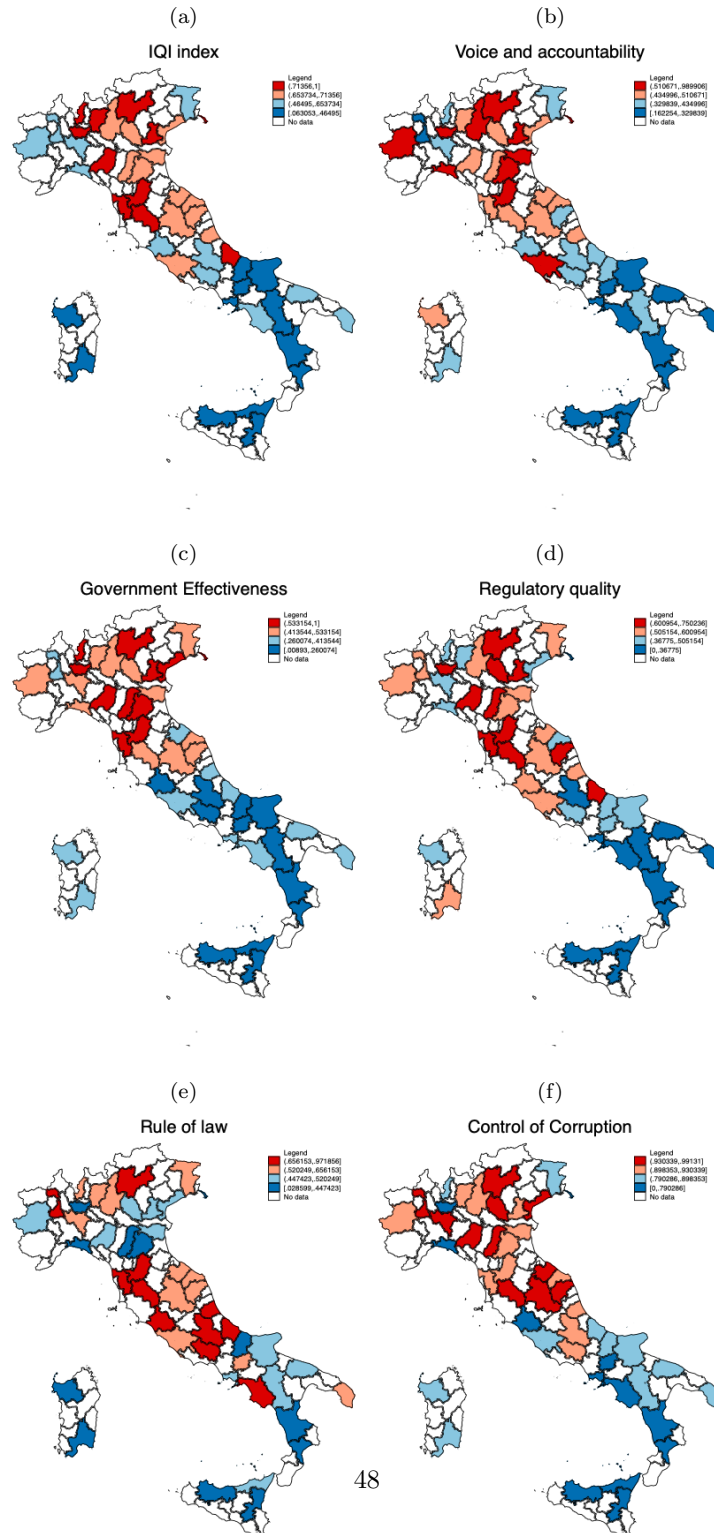 (a)
IQI index
Legend
(.71356,1]
(.653734,.71356]
(.46495,.653734]
[.063053,.46495]
No data
(b)
Voice and accountability
Legend
(.510671,.989906]
(.434996,.510671]
(.329839,.434996]
[.162254,.329839]
No data
(c)
Government Effectiveness
Legend
(.533154,1]
(.413544,.533154]
(.260074,.413544]
[.00893,.260074]
No data
(d)
Regulatory quality
Legend
(.600954,.750236]
(.505154,.600954]
(.36775,.505154]
[0,.36775]
No data
(e)
Rule of law
Legend
(.656153,.971856]
(.520249,.656153]
(.447423,.520249]
[.028599,.447423]
No data
(f)
Control of Corruption
Legend
(.930339,.99131]
(.898353,.930339]
(.790286,.898353]
[0,.790286]
No data
48